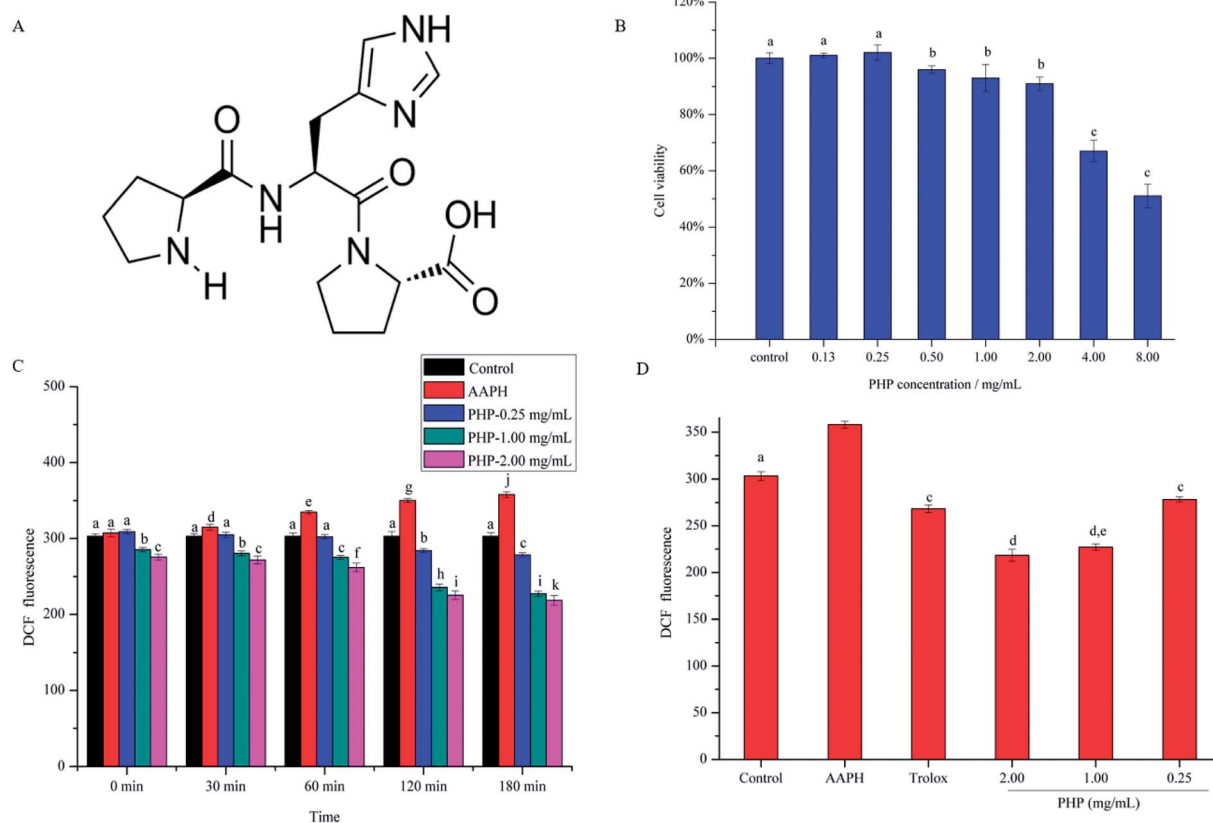 A
NH
N
O
N
H
O
N
H
N
OH
O
B
120%
100%
80%
60%
40%
20%
0%
Cell viability
a
a
a
b
b
b
c
c
control
0.13
0.25
0.50
1.00
2.00
4.00
8.00
PHP concentration / mg/mL
C
Control
AAPH
PHP-0.25 mg/mL
PHP-1.00 mg/mL
PHP-2.00 mg/mL
500
400
300
200
100
0
DCF fluorescence
a a a b c
a d a b c
a e a c f
a g b h i
a j c i k
0 min
30 min
60 min
120 min
180 min
Time
D
350
300
250
200
150
100
50
0
DCF fluorescence
a
c
d
d,e
c
Control
AAPH
Trolox
2.00
1.00
0.25
PHP (mg/mL)